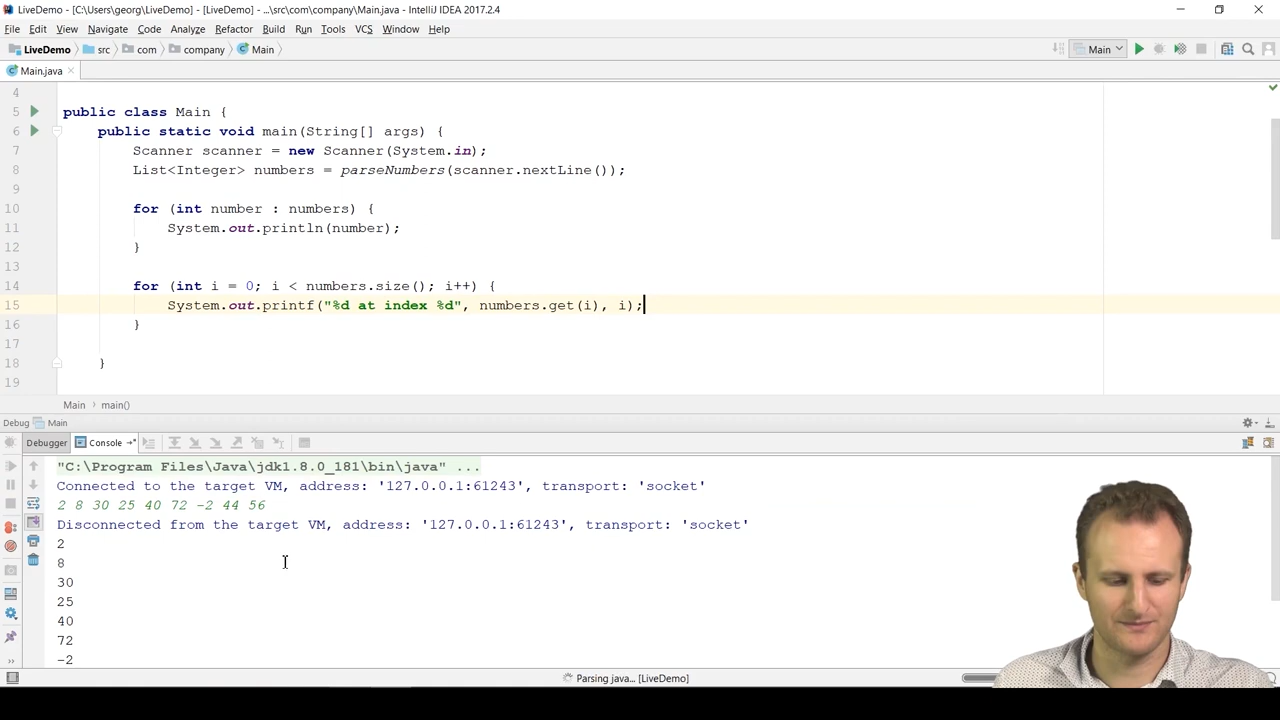 LiveDemo - [C:\Users\georg\LiveDemo] - [LiveDemo] - ...\src\com\company\Main.java - IntelliJ IDEA 2017.2.4
File Edit View Navigate Code Analyze Refactor Build Run Tools VCS Window Help
LiveDemo src com company Main Main
Main.java
4
5 public class Main {
6 public static void main(String[] args) {
7 Scanner scanner = new Scanner(System.in);
8 List<Integer> numbers = parseNumbers(scanner.nextLine());
9
10 for (int number : numbers) {
11 System.out.println(number);
12 }
13
14 for (int i = 0; i < numbers.size(); i++) {
15 System.out.printf("%d at index %d", numbers.get(i), i);
16 }
17
18 }
19
Main > main()
Debug Main
Debugger Console
"C:\Program Files\Java\jdk1.8.0_181\bin\java" ...
Connected to the target VM, address: '127.0.0.1:61243', transport: 'socket'
2 8 30 25 40 72 -2 44 56
Disconnected from the target VM, address: '127.0.0.1:61243', transport: 'socket'
2
8
30
25
40
72
-2
Parsing java... [LiveDemo]